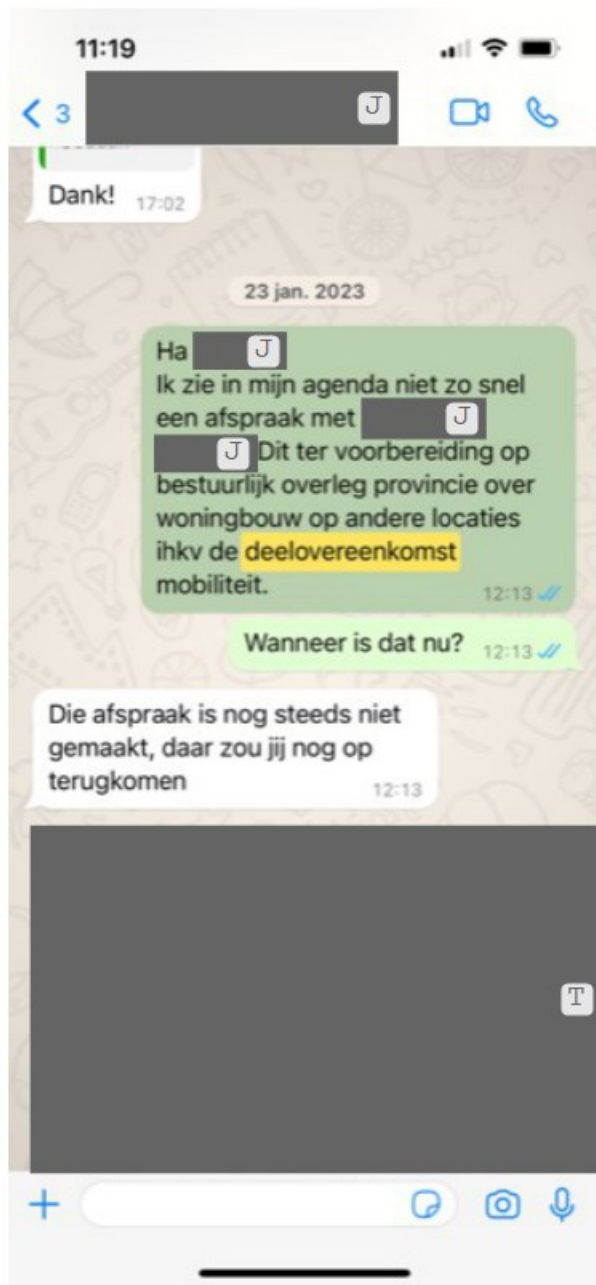 11:19
3
J
Dank! 17:02
23 jan. 2023
Ha J
Ik zie in mijn agenda niet zo snel
een afspraak met J
J Dit ter voorbereiding op
bestuurlijk overleg provincie over
woningbouw op andere locaties
ihkv de deelovereenkomst
mobiliteit. 12:13
Wanneer is dat nu? 12:13
Die afspraak is nog steeds niet
gemaakt, daar zou jij nog op
terugkomen 12:13
T